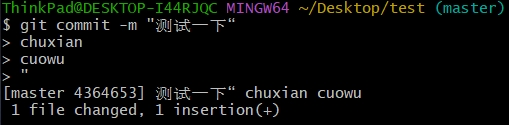 ThinkPad@DESKTOP-I44RJQC MINGW64 ~/Desktop/test (master)
$ git commit -m "测试一下“
> chuxian
> cuowu
> "
[master 4364653] 测试一下“ chuxian cuowu
 1 file changed, 1 insertion(+)